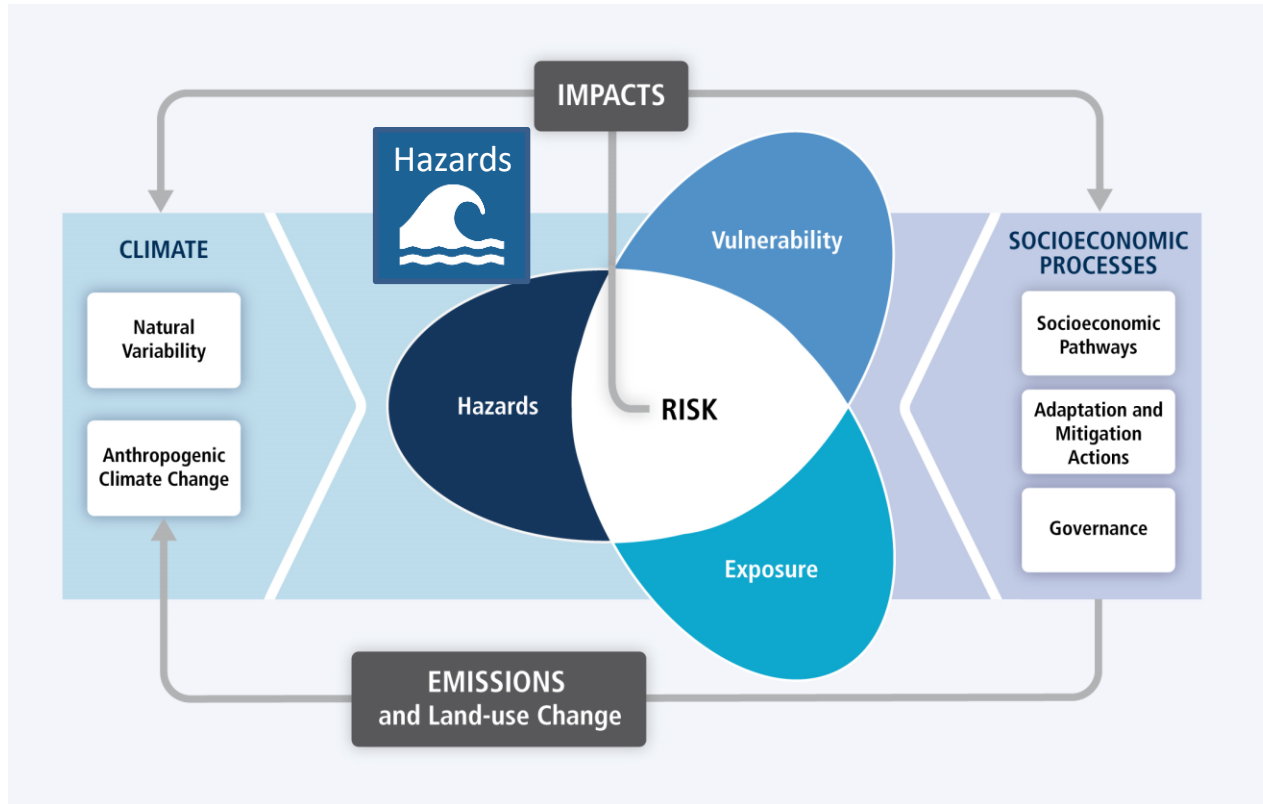 IMPACTS
Hazards
CLIMATE
Natural
Variability
Anthropogenic
Climate Change
Vulnerability
Hazards
RISK
Exposure
SOCIOECONOMIC
PROCESSES
Socioeconomic
Pathways
Adaptation and
Mitigation
Actions
Governance
EMISSIONS
and Land-use Change